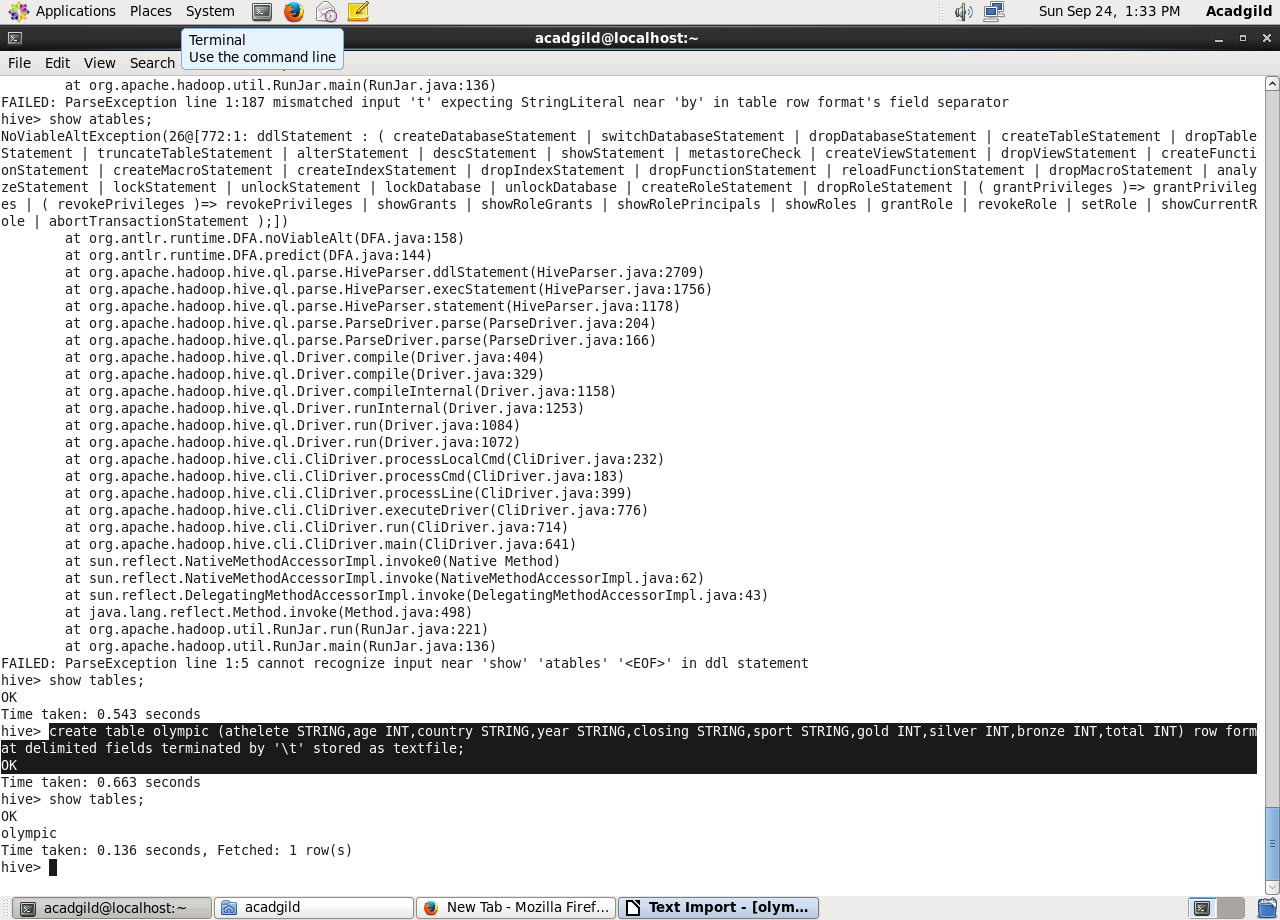 Applications Places System Sun Sep 24, 1:33 PM Acadgild
Terminal
Use the command line
acadgild@localhost:~
File Edit View Search
at org.apache.hadoop.util.RunJar.main(RunJar.java:136)
FAILED: ParseException line 1:187 mismatched input 't' expecting StringLiteral near 'by' in table row format's field separator
hive> show atables;
NoViableAltException(26@[772:1: ddlStatement : ( createDatabaseStatement | switchDatabaseStatement | dropDatabaseStatement | createTableStatement | dropTable
Statement | truncateTableStatement | alterStatement | descStatement | showStatement | metastoreCheck | createViewStatement | dropViewStatement | createFuncti
onStatement | createMacroStatement | createIndexStatement | dropIndexStatement | dropFunctionStatement | reloadFunctionStatement | dropMacroStatement | analy
zeStatement | lockStatement | unlockStatement | lockDatabase | unlockDatabase | createRoleStatement | dropRoleStatement | ( grantPrivileges )=> grantPrivileg
es | ( revokePrivileges )=> revokePrivileges | showGrants | showRoleGrants | showRolePrincipals | showRoles | grantRole | revokeRole | setRole | showCurrentR
ole | abortTransactionStatement );])
at org.antlr.runtime.DFA.noViableAlt(DFA.java:158)
at org.antlr.runtime.DFA.predict(DFA.java:144)
at org.apache.hadoop.hive.ql.parse.HiveParser.ddlStatement(HiveParser.java:2709)
at org.apache.hadoop.hive.ql.parse.HiveParser.execStatement(HiveParser.java:1756)
at org.apache.hadoop.hive.ql.parse.HiveParser.statement(HiveParser.java:1178)
at org.apache.hadoop.hive.ql.parse.ParseDriver.parse(ParseDriver.java:204)
at org.apache.hadoop.hive.ql.parse.ParseDriver.parse(ParseDriver.java:166)
at org.apache.hadoop.hive.ql.Driver.compile(Driver.java:404)
at org.apache.hadoop.hive.ql.Driver.compile(Driver.java:329)
at org.apache.hadoop.hive.ql.Driver.compileInternal(Driver.java:1158)
at org.apache.hadoop.hive.ql.Driver.runInternal(Driver.java:1253)
at org.apache.hadoop.hive.ql.Driver.run(Driver.java:1084)
at org.apache.hadoop.hive.ql.Driver.run(Driver.java:1072)
at org.apache.hadoop.hive.cli.CliDriver.processLocalCmd(CliDriver.java:232)
at org.apache.hadoop.hive.cli.CliDriver.processCmd(CliDriver.java:183)
at org.apache.hadoop.hive.cli.CliDriver.processLine(CliDriver.java:399)
at org.apache.hadoop.hive.cli.CliDriver.executeDriver(CliDriver.java:776)
at org.apache.hadoop.hive.cli.CliDriver.run(CliDriver.java:714)
at org.apache.hadoop.hive.cli.CliDriver.main(CliDriver.java:641)
at sun.reflect.NativeMethodAccessorImpl.invoke0(Native Method)
at sun.reflect.NativeMethodAccessorImpl.invoke(NativeMethodAccessorImpl.java:62)
at sun.reflect.DelegatingMethodAccessorImpl.invoke(DelegatingMethodAccessorImpl.java:43)
at java.lang.reflect.Method.invoke(Method.java:498)
at org.apache.hadoop.util.RunJar.run(RunJar.java:221)
at org.apache.hadoop.util.RunJar.main(RunJar.java:136)
FAILED: ParseException line 1:5 cannot recognize input near 'show' 'atables' '<EOF>' in ddl statement
hive> show tables;
OK
Time taken: 0.543 seconds
hive> create table olympic (athelete STRING,age INT,country STRING,year STRING,closing STRING,sport STRING,gold INT,silver INT,bronze INT,total INT) row form
at delimited fields terminated by '\t' stored as textfile;
OK
Time taken: 0.663 seconds
hive> show tables;
OK
olympic
Time taken: 0.136 seconds, Fetched: 1 row(s)
hive>
acadgild@localhost:~ acadgild New Tab - Mozilla Firef... Text Import - [olym...